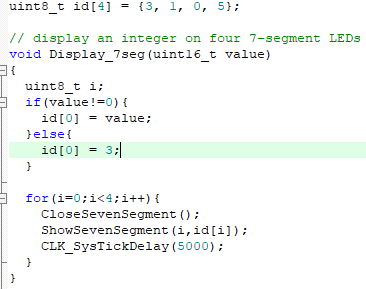 uint8_t id[4] = {3, 1, 0, 5};
// display an integer on four 7-segment LEDs
void Display_7seg(uint16_t value)
{
  uint8_t i;
  if(value!=0){
    id[0] = value;
  }else{
    id[0] = 3;
  }
  for(i=0;i<4;i++){
    CloseSevenSegment();
    ShowSevenSegment(i,id[i]);
    CLK_SysTickDelay(5000);
  }
}